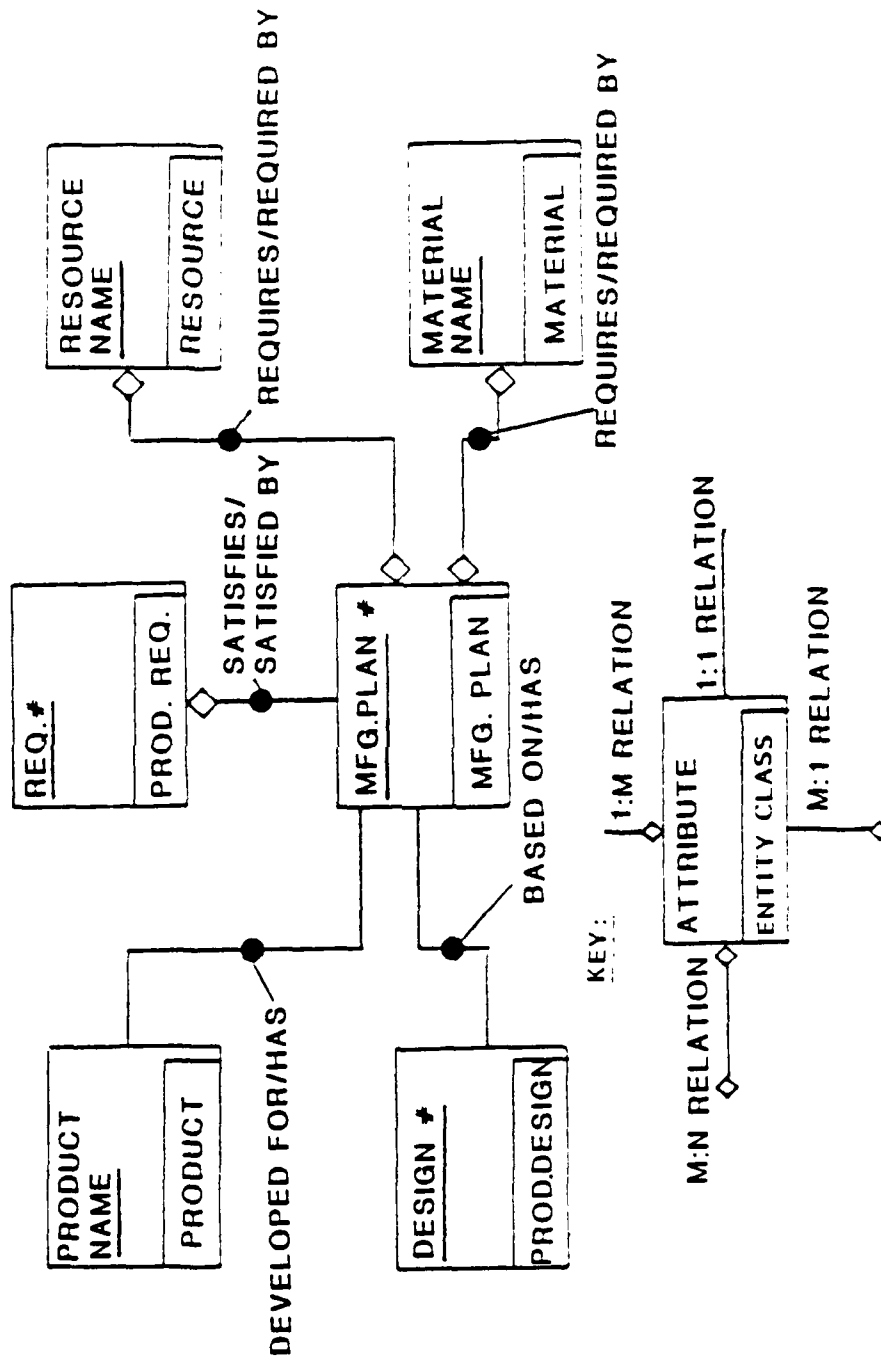 PRODUCT
NAME
PRODUCT
REQ.#
PROD. REQ.
RESOURCE
NAME
RESOURCE
DEVELOPED FOR/HAS
SATISFIES/
SATISFIED BY
REQUIRES/REQUIRED BY
DESIGN #
PROD.DESIGN
MFG.PLAN #
MFG. PLAN
MATERIAL
NAME
MATERIAL
BASED ON/HAS
REQUIRES/REQUIRED BY
KEY:
1:M RELATION
M:N RELATION
ATTRIBUTE
ENTITY CLASS
1:1 RELATION
M:1 RELATION